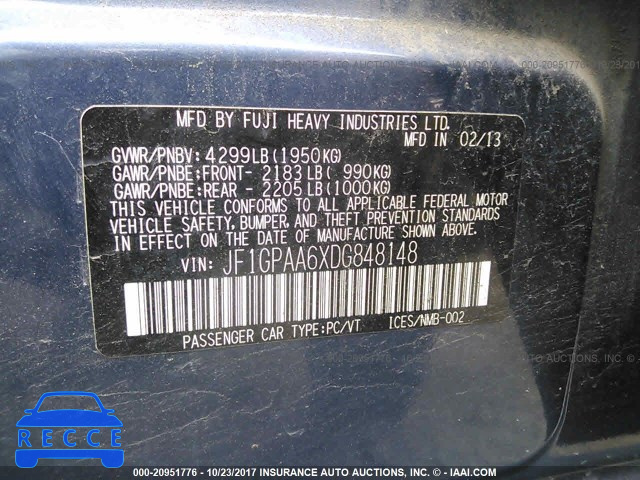 000-20951776
MFD BY FUJI HEAVY INDUSTRIES LTD.
MFD IN 02/13
GVWR/PNBV: 4299LB(1950KG)
GAWR/PNBE:FRONT- 2183LB( 990KG)
GAWR/PNBE:REAR - 2205LB(1000KG)
THIS VEHICLE CONFORMS TO ALL APPLICABLE FEDERAL MOTOR
VEHICLE SAFETY, BUMPER, AND THEFT PREVENTION STANDARDS
IN EFFECT ON THE DATE OF MANUFACTURE SHOWN ABOVE.
VIN: JF1GPAA6XDG848148
PASSENGER CAR TYPE:PC/VT ICES/NMB-002
RECCE
000-20951776 - 10/23/2017 INSURANCE AUTO AUCTIONS, INC. - IAAI.COM